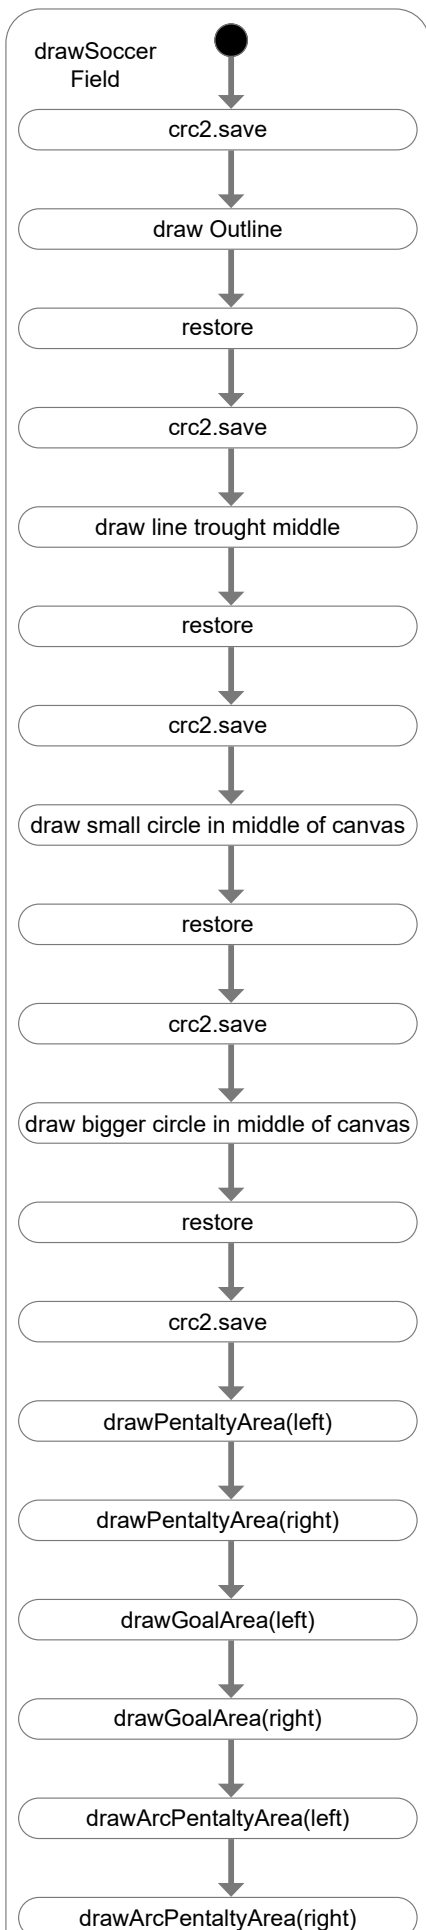 drawSoccer
Field
crc2.save
draw Outline
restore
crc2.save
draw line trought middle
restore
crc2.save
draw small circle in middle of canvas
restore
crc2.save
draw bigger circle in middle of canvas
restore
crc2.save
drawPentaltyArea(left)
drawPentaltyArea(right)
drawGoalArea(left)
drawGoalArea(right)
drawArcPentaltyArea(left)
drawArcPentaltyArea(right)